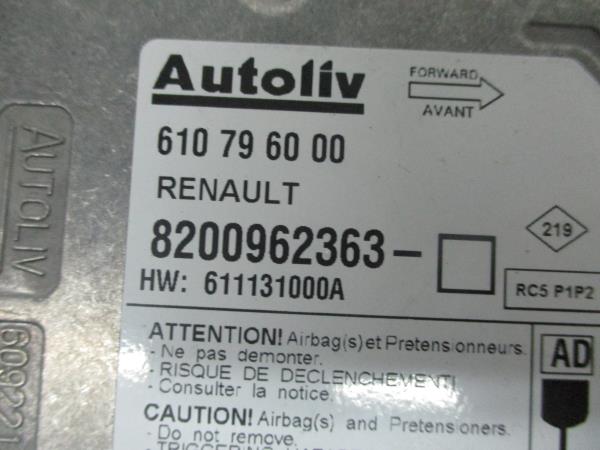 Autoliv
FORWARD
AVANT
610 79 60 00
RENAULT
8200962363-
219
HW: 611131000A
RC5 P1P2
ATTENTION! Airbag(s)et Pretensionneurs.
- Ne pas demonter.
- RISQUE DE DECLENCHEMENT!
- Consulter la notice.
AD
CAUTION! Airbag(s) and Pretensioners.
- Do not remove.
AUTOLIV
609221